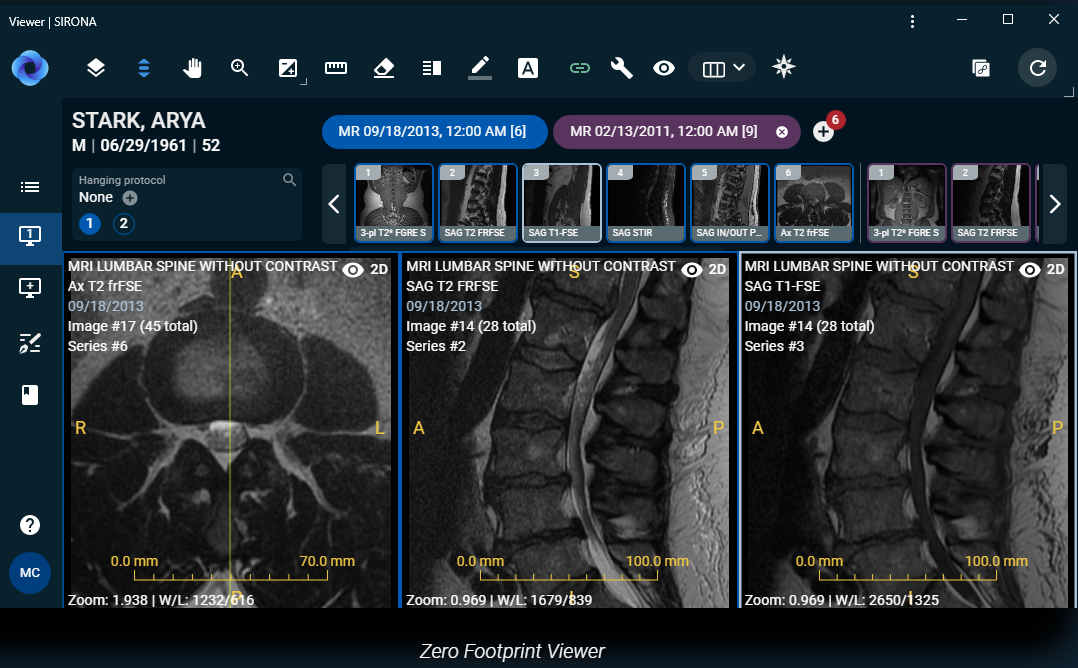 Viewer | SIRONA
STARK, ARYA
M | 06/29/1961 | 52
MR 09/18/2013, 12:00 AM [6]
MR 02/13/2011, 12:00 AM [9]
6
Hanging protocol
None
1
2
1
3-pl T2* FGRE S
2
SAG T2 FRFSE
3
SAG T1-FSE
4
SAG STIR
5
SAG IN/OUT P...
6
Ax T2 frFSE
1
3-pl T2* FGRE S
2
SAG T2 FRFSE
1
A
MC
MRI LUMBAR SPINE WITHOUT CONTRAST
2D
Ax T2 frFSE
09/18/2013
Image #17 (45 total)
Series #6
A
R
L
0.0 mm
70.0 mm
P
Zoom: 1.938 | W/L: 1232/616
MRI LUMBAR SPINE WITHOUT CONTRAST
2D
SAG T2 FRFSE
09/18/2013
Image #14 (28 total)
Series #2
S
A
P
0.0 mm
100.0 mm
I
Zoom: 0.969 | W/L: 1679/839
MRI LUMBAR SPINE WITHOUT CONTRAST
2D
SAG T1-FSE
09/18/2013
Image #14 (28 total)
Series #3
S
A
P
0.0 mm
100.0 mm
I
Zoom: 0.969 | W/L: 2650/1325
Zero Footprint Viewer